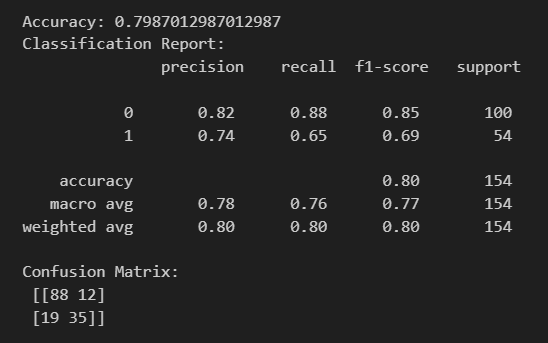 Accuracy: 0.7987012987012987
Classification Report:
precision recall f1-score support
0 0.82 0.88 0.85 100
1 0.74 0.65 0.69 54
accuracy 0.80 154
macro avg 0.78 0.76 0.77 154
weighted avg 0.80 0.80 0.80 154
Confusion Matrix:
[[88 12]
[19 35]]